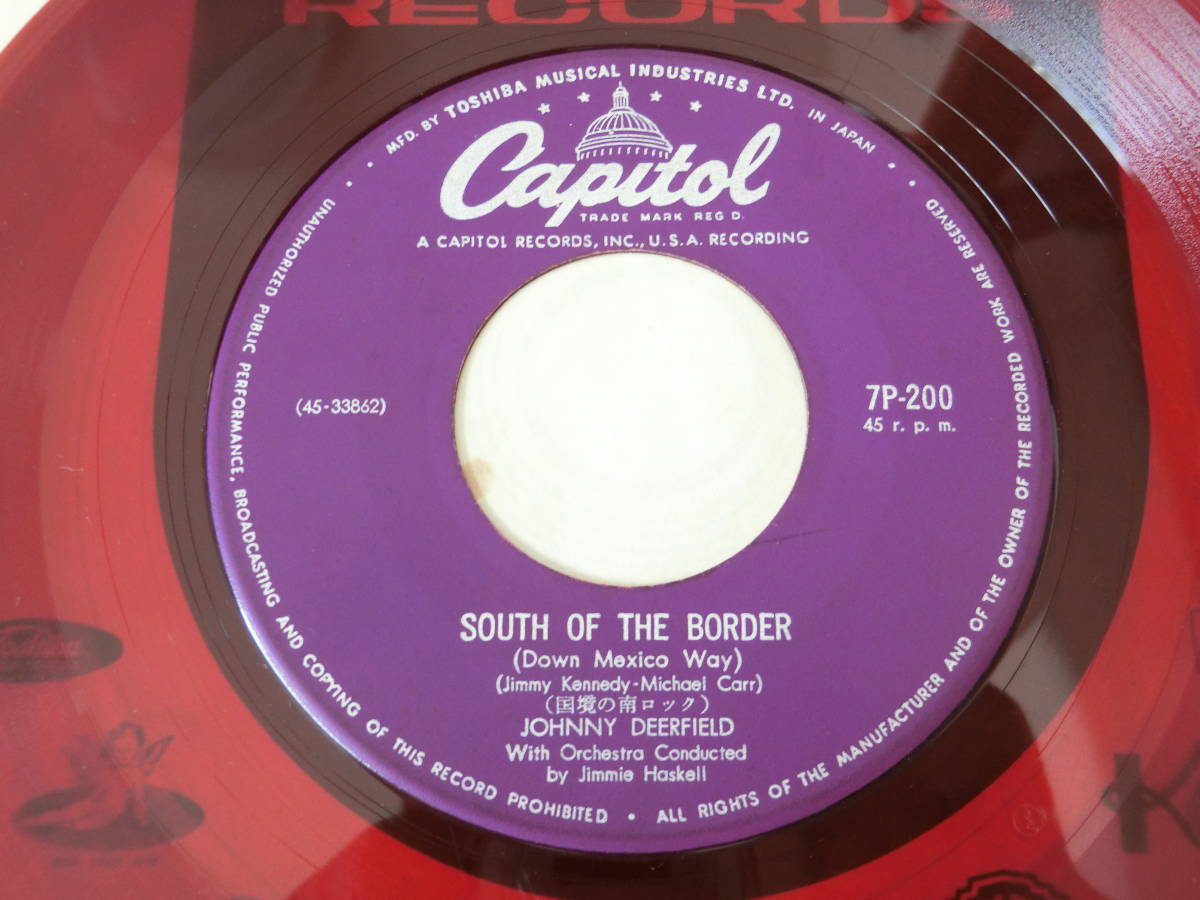 RECORDS
• MFD. BY TOSHIBA MUSICAL INDUSTRIES LTD. IN JAPAN •
Capitol
TRADE MARK REG'D.
A CAPITOL RECORDS, INC., U.S.A. RECORDING
(45-33862)
7P-200
45 r. p. m.
SOUTH OF THE BORDER
(Down Mexico Way)
(Jimmy Kennedy-Michael Carr)
(国境の南ロック)
JOHNNY DEERFIELD
With Orchestra Conducted
by Jimmie Haskell
• UNAUTHORIZED PUBLIC PERFORMANCE, BROADCASTING AND COPYING OF THIS RECORD PROHIBITED • ALL RIGHTS OF THE MANUFACTURER AND OF THE OWNER OF THE RECORDED WORK ARE RESERVED •